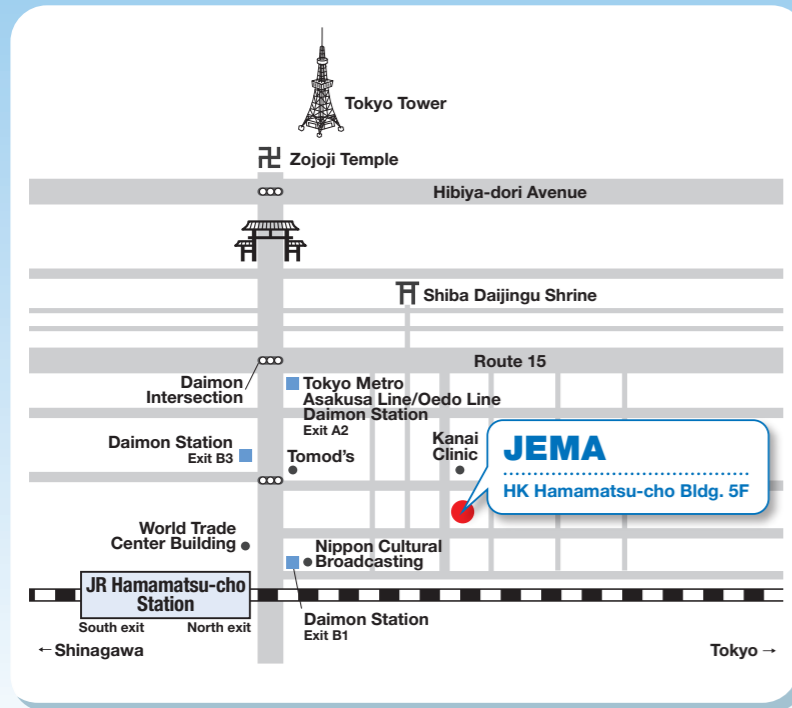 Tokyo Tower
卍 Zojoji Temple
Hibiya-dori Avenue
Shiba Daijingu Shrine
Route 15
Daimon
Intersection
Tokyo Metro
Asakusa Line/Oedo Line
Daimon Station
Exit A2
Daimon Station
Exit B3
Tomod's
Kanai
Clinic
JEMA
HK Hamamatsu-cho Bldg. 5F
World Trade
Center Building
Nippon Cultural
Broadcasting
JR Hamamatsu-cho
Station
South exit
North exit
Daimon Station
Exit B1
←Shinagawa
Tokyo→